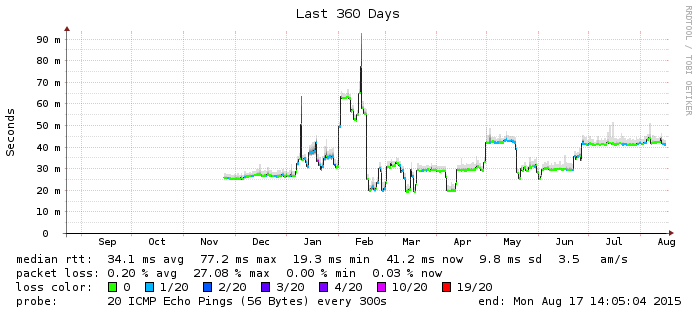 Last 360 Days
RRDTOOL / TOBI OETIKER
Seconds
90 m
80 m
70 m
60 m
50 m
40 m
30 m
20 m
10 m
0
Sep Oct Nov Dec Jan Feb Mar Apr May Jun Jul Aug
median rtt: 34.1 ms avg 77.2 ms max 19.3 ms min 41.2 ms now 9.8 ms sd 3.5 am/s
packet loss: 0.20 % avg 27.08 % max 0.00 % min 0.03 % now
loss color: 0 1/20 2/20 3/20 4/20 10/20 19/20
probe: 20 ICMP Echo Pings (56 Bytes) every 300s end: Mon Aug 17 14:05:04 2015